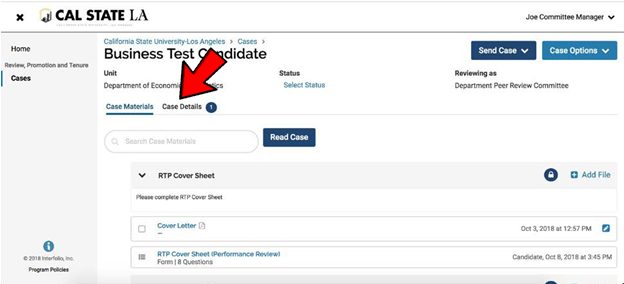 CAL STATE LA
Joe Committee Manager
Home
Review, Promotion and Tenure
Cases
California State University-Los Angeles > Cases >
Business Test Candidate
Send Case
Case Options
Unit
Status
Reviewing as
Department of Econo
Select Status
Department Peer Review Committee
Case Materials
Case Details 1
Search Case Materials
Read Case
RTP Cover Sheet
Add File
Please complete RTP Cover Sheet
Cover Letter
--
Oct 3, 2018 at 12:57 PM
RTP Cover Sheet (Performance Review)
Form | 8 Questions
Candidate, Oct 8, 2018 at 3:45 PM
© 2018 Interfolio, Inc.
Program Policies